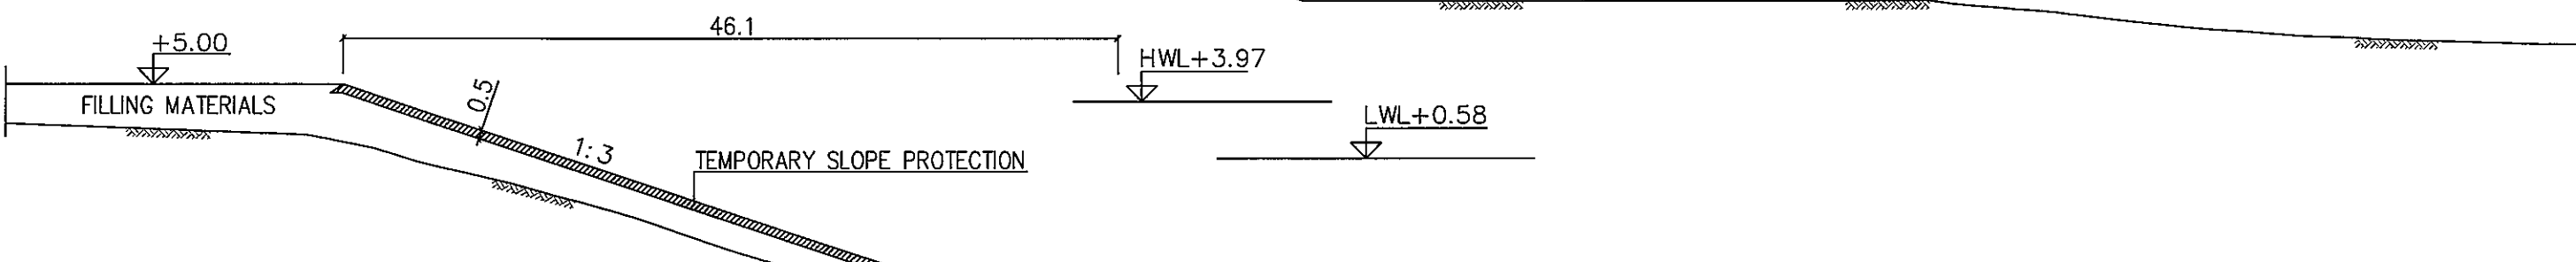 46.1
+5.00
HWL+3.97
FILLING MATERIALS
0.5
LWL+0.58
1:3
TEMPORARY SLOPE PROTECTION